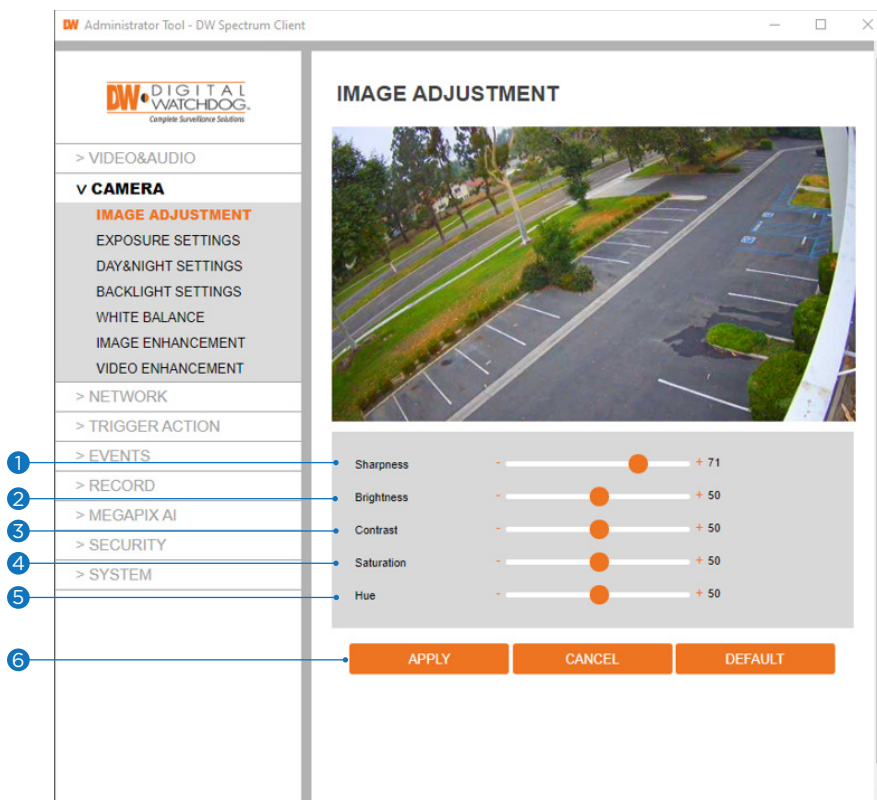 DW Administrator Tool - DW Spectrum Client
DW DIGITAL
WATCHDOG.
Complete Surveillance Solutions
> VIDEO&AUDIO
V CAMERA
IMAGE ADJUSTMENT
EXPOSURE SETTINGS
DAY&NIGHT SETTINGS
BACKLIGHT SETTINGS
WHITE BALANCE
IMAGE ENHANCEMENT
VIDEO ENHANCEMENT
> NETWORK
> TRIGGER ACTION
> EVENTS
> RECORD
> MEGAPIX AI
> SECURITY
> SYSTEM
IMAGE ADJUSTMENT
1 Sharpness - + 71
2 Brightness - + 50
3 Contrast - + 50
4 Saturation - + 50
5 Hue - + 50
6 APPLY CANCEL DEFAULT